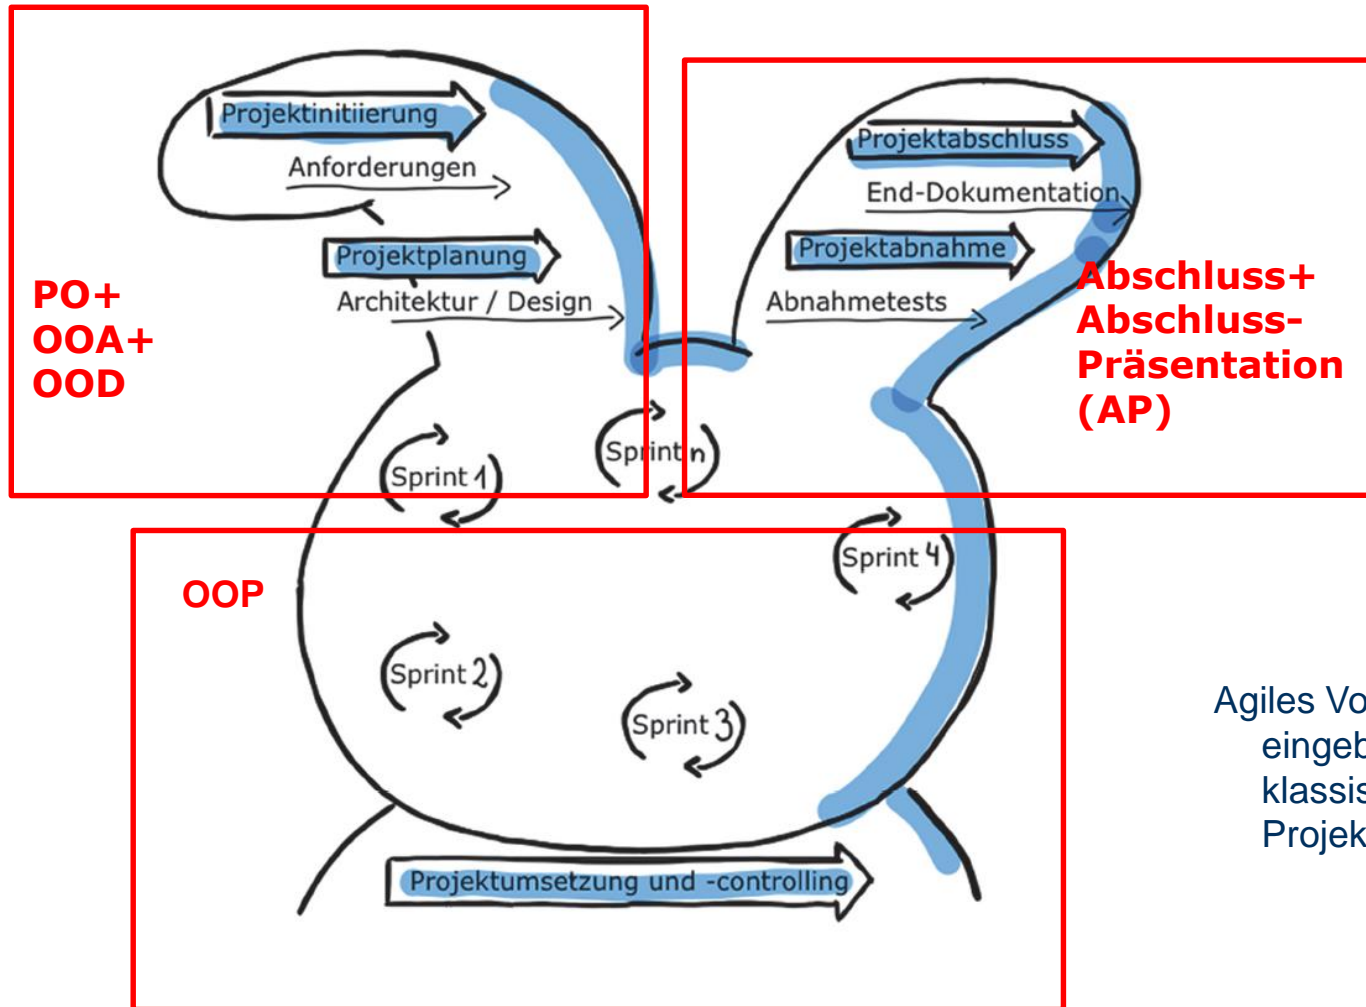 Projektinitiierung
Anforderungen
Projektplanung
Architektur / Design
PO+
OOA+
OOD
Projektabschluss
End-Dokumentation
Projektabnahme
Abnahmetests
Abschluss+
Abschluss-
Präsentation
(AP)
Sprint 1
Sprint n
Sprint 4
OOP
Sprint 2
Sprint 3
Agiles
Projektumsetzung und -controlling